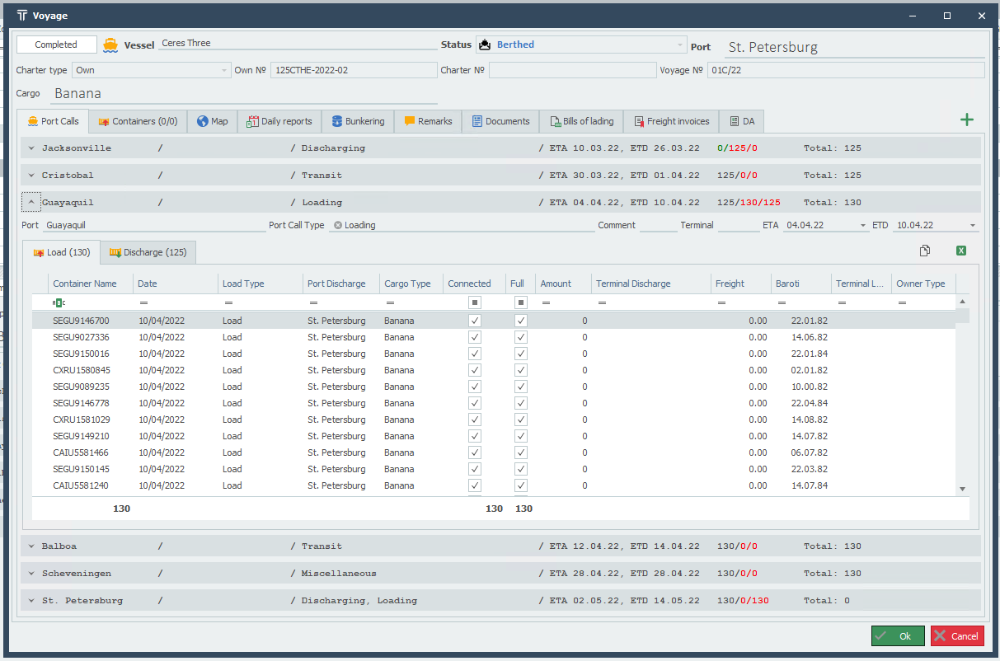 Voyage
Completed Vessel Ceres Three Status Berthed Port St. Petersburg
Charter type Own Own Nº 125CTHE-2022-02 Charter Nº Voyage Nº 01C/22
Cargo Banana
Port Calls Containers (0/0) Map Daily reports Bunkering Remarks Documents Bills of lading Freight invoices DA
Jacksonville / / Discharging / ETA 10.03.22, ETD 26.03.22 0/125/0 Total: 125
Cristobal / / Transit / ETA 30.03.22, ETD 01.04.22 125/0/0 Total: 125
Guayaquil / / Loading / ETA 04.04.22, ETD 10.04.22 125/130/125 Total: 130
Port Guayaquil Port Call Type Loading Comment Terminal ETA 04.04.22 ETD 10.04.22
Load (130) Discharge (125)
Container Name Date Load Type Port Discharge Cargo Type Connected Full Amount Terminal Discharge Freight Baroti Terminal L... Owner Type
ABC = = = = = = = = = =
SEGU9146700 10/04/2022 Load St. Petersburg Banana 0 0.00 22.01.82
SEGU9027336 10/04/2022 Load St. Petersburg Banana 0 0.00 14.06.82
SEGU9150016 10/04/2022 Load St. Petersburg Banana 0 0.00 22.01.84
CXRU1580845 10/04/2022 Load St. Petersburg Banana 0 0.00 02.01.82
SEGU9089235 10/04/2022 Load St. Petersburg Banana 0 0.00 10.00.82
SEGU9146778 10/04/2022 Load St. Petersburg Banana 0 0.00 22.04.84
CXRU1581029 10/04/2022 Load St. Petersburg Banana 0 0.00 14.08.82
SEGU9149210 10/04/2022 Load St. Petersburg Banana 0 0.00 14.07.82
CAIU5581466 10/04/2022 Load St. Petersburg Banana 0 0.00 06.07.82
SEGU9150145 10/04/2022 Load St. Petersburg Banana 0 0.00 22.03.82
CAIU5581240 10/04/2022 Load St. Petersburg Banana 0 0.00 14.07.84
130 130 130
Balboa / / Transit / ETA 12.04.22, ETD 14.04.22 130/0/0 Total: 130
Scheveningen / / Miscellaneous / ETA 28.04.22, ETD 28.04.22 130/0/0 Total: 130
St. Petersburg / / Discharging, Loading / ETA 02.05.22, ETD 14.05.22 130/0/130 Total: 0
Ok Cancel